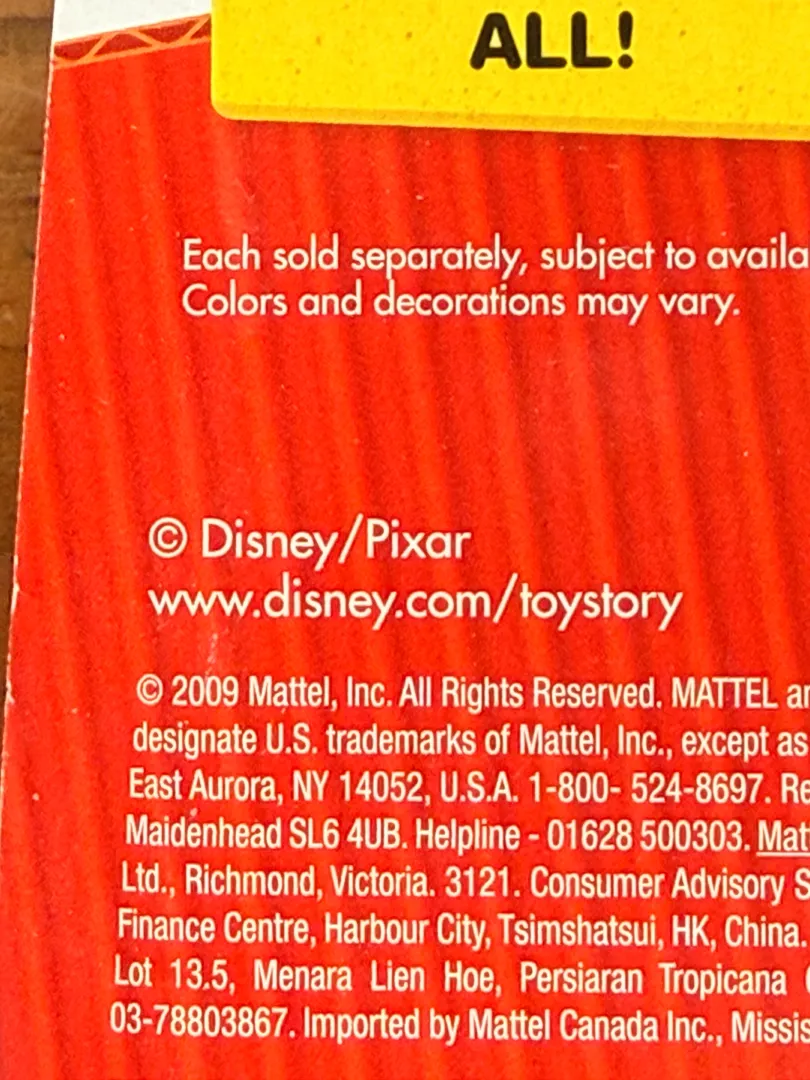 ALL!
Each sold separately, subject to availa
Colors and decorations may vary.
© Disney/Pixar
www.disney.com/toystory
© 2009 Mattel, Inc. All Rights Reserved. MATTEL an
designate U.S. trademarks of Mattel, Inc., except as
East Aurora, NY 14052, U.S.A. 1-800- 524-8697. Re
Maidenhead SL6 4UB. Helpline - 01628 500303. Mat
Ltd., Richmond, Victoria. 3121. Consumer Advisory S
Finance Centre, Harbour City, Tsimshatsui, HK, China.
Lot 13.5, Menara Lien Hoe, Persiaran Tropicana
03-78803867. Imported by Mattel Canada Inc., Missis